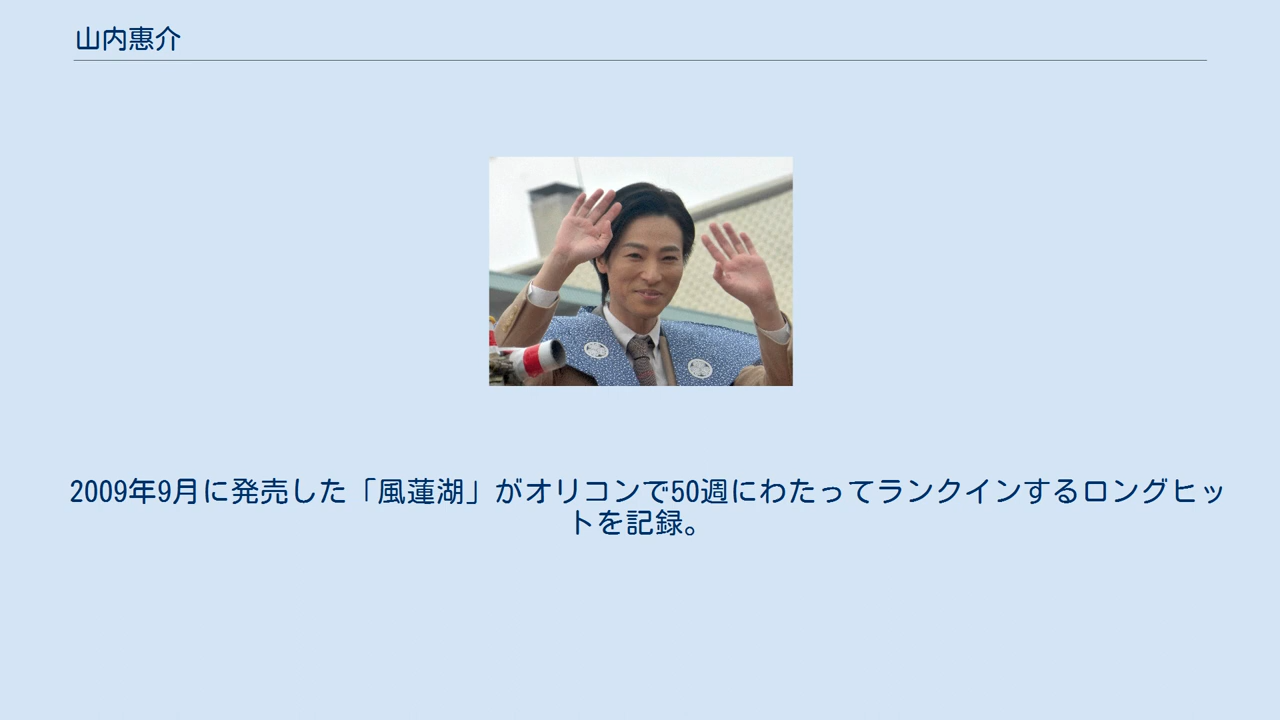 山内惠介
2009年9月に発売した「風蓮湖」がオリコンで50週にわたってランクインするロングヒッ
トを記録。